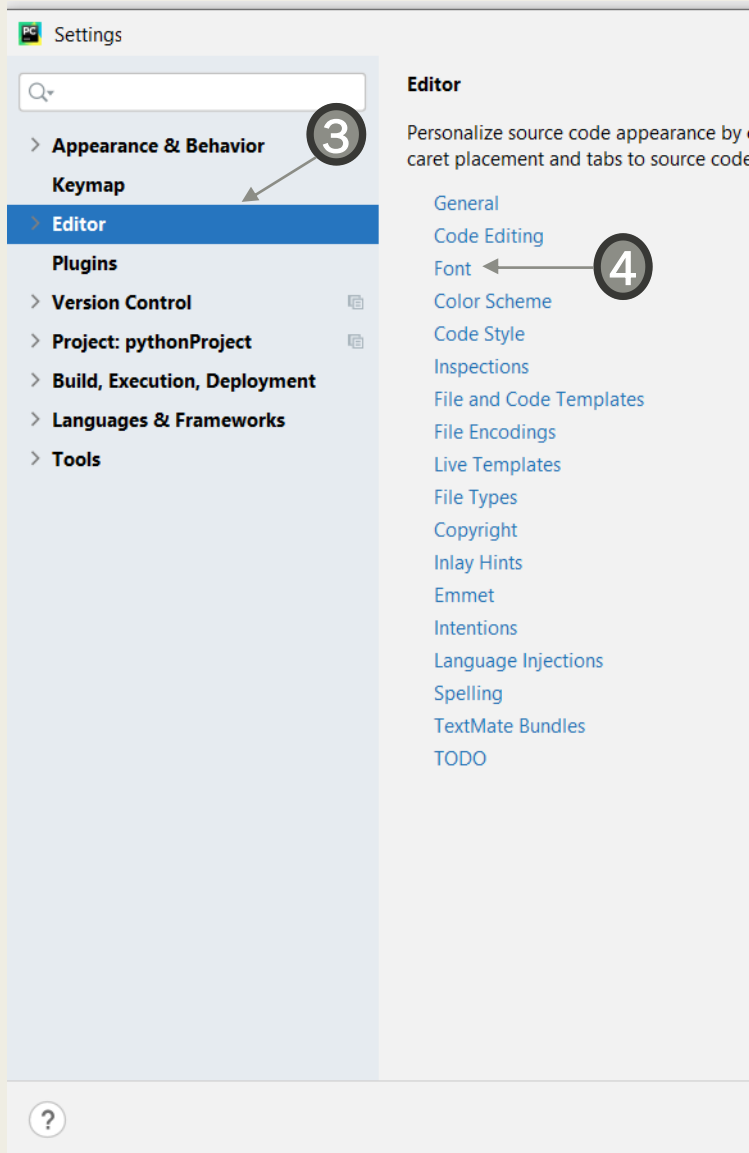 PC
Settings
3
Appearance & Behavior
Keymap
Editor
Plugins
Version Control
Project: pythonProject
Build, Execution, Deployment
Languages & Frameworks
Tools
Editor
Personalize source code appearance by
caret placement and tabs to source code
General
Code Editing
Font
4
Color Scheme
Code Style
Inspections
File and Code Templates
File Encodings
Live Templates
File Types
Copyright
Inlay Hints
Emmet
Intentions
Language Injections
Spelling
TextMate Bundles
TODO
?